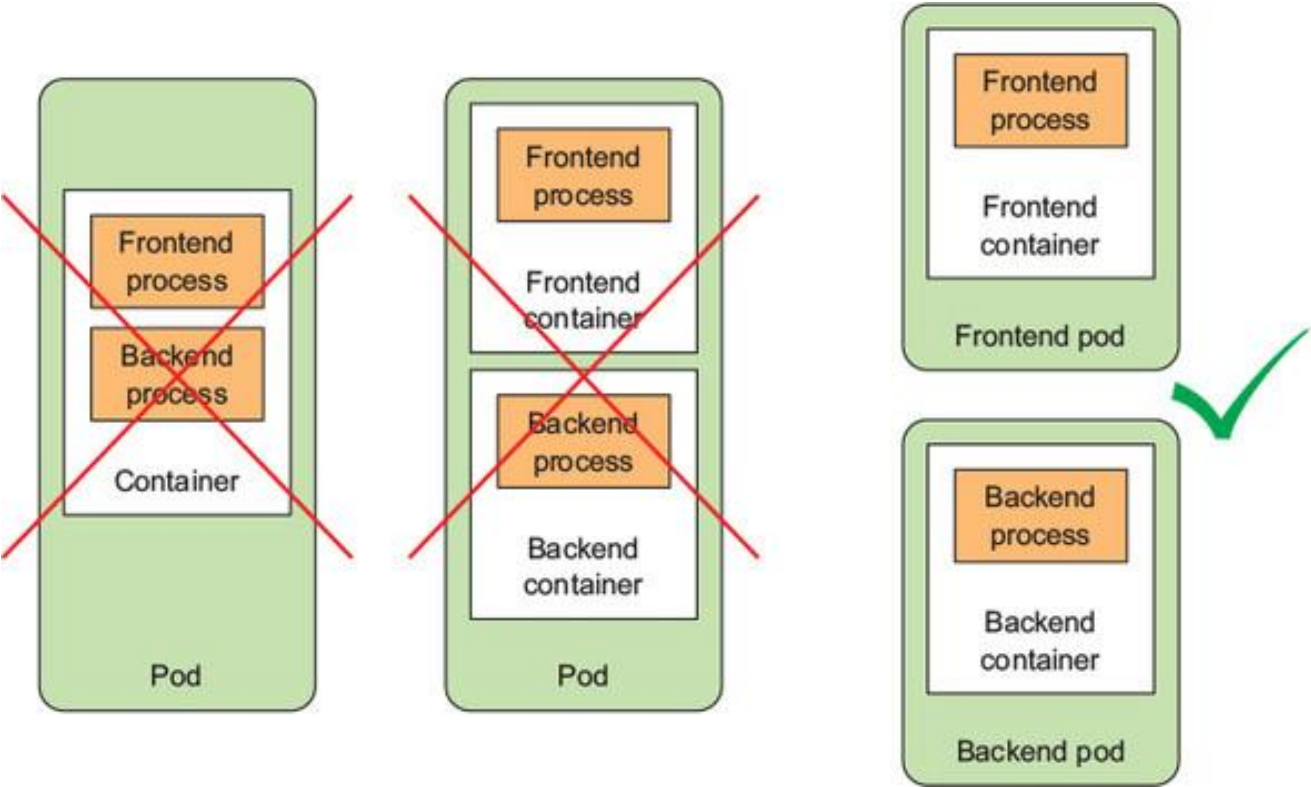 Frontend
process
Backend
process
Container
Pod
Frontend
process
Frontend
container
Backend
process
Backend
container
Pod
Frontend
process
Frontend
container
Frontend pod
Backend
process
Backend
container
Backend pod